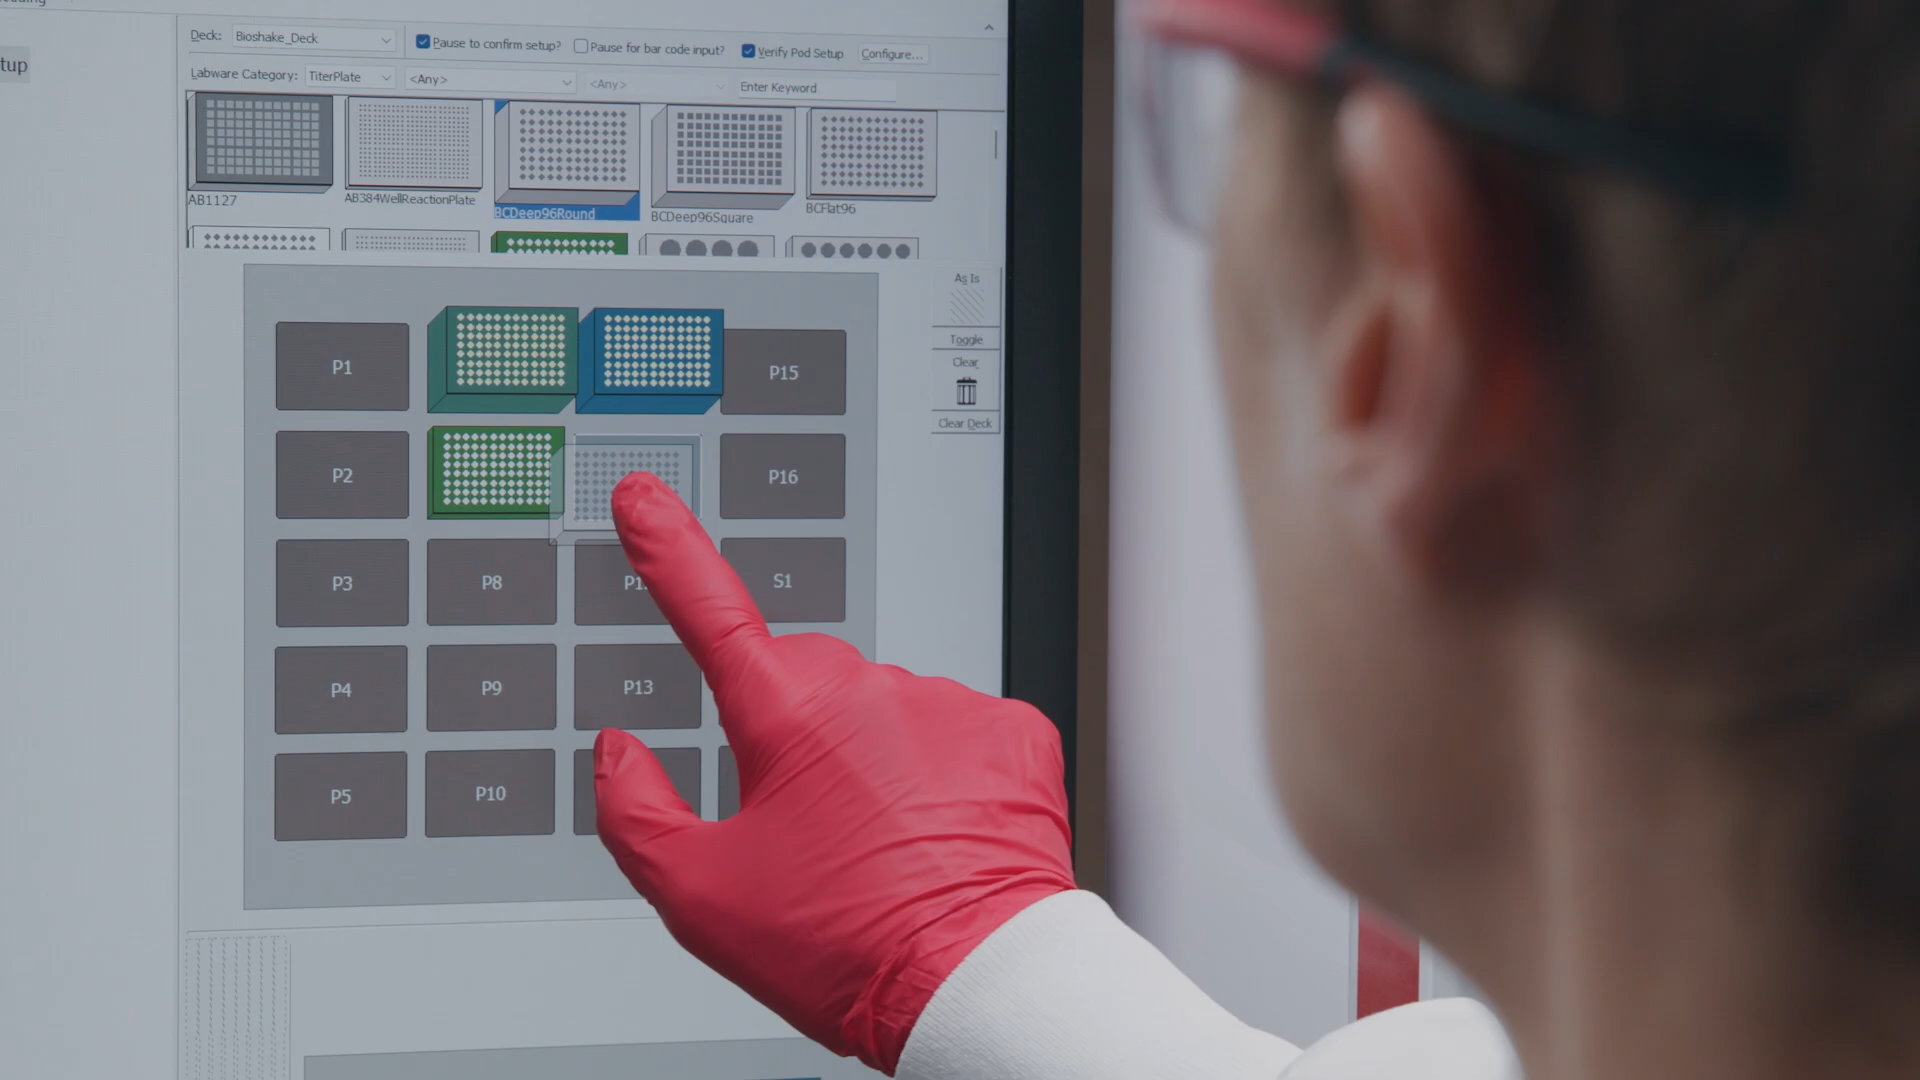 tup
Deck: Bioshake_Deck Pause to confirm setup? Pause for bar code input? Verify Pod Setup Configure...
Labware Category: TiterPlate <Any> <Any> Enter Keyword
AB1127 AB384WellReactionPlate BCDeep96Round BCDeep96Square BCFlat96
As Is
Toggle
Clear
Clear Deck
P1 P15
P2 P16
P3 P8 S1
P4 P9 P13
P5 P10